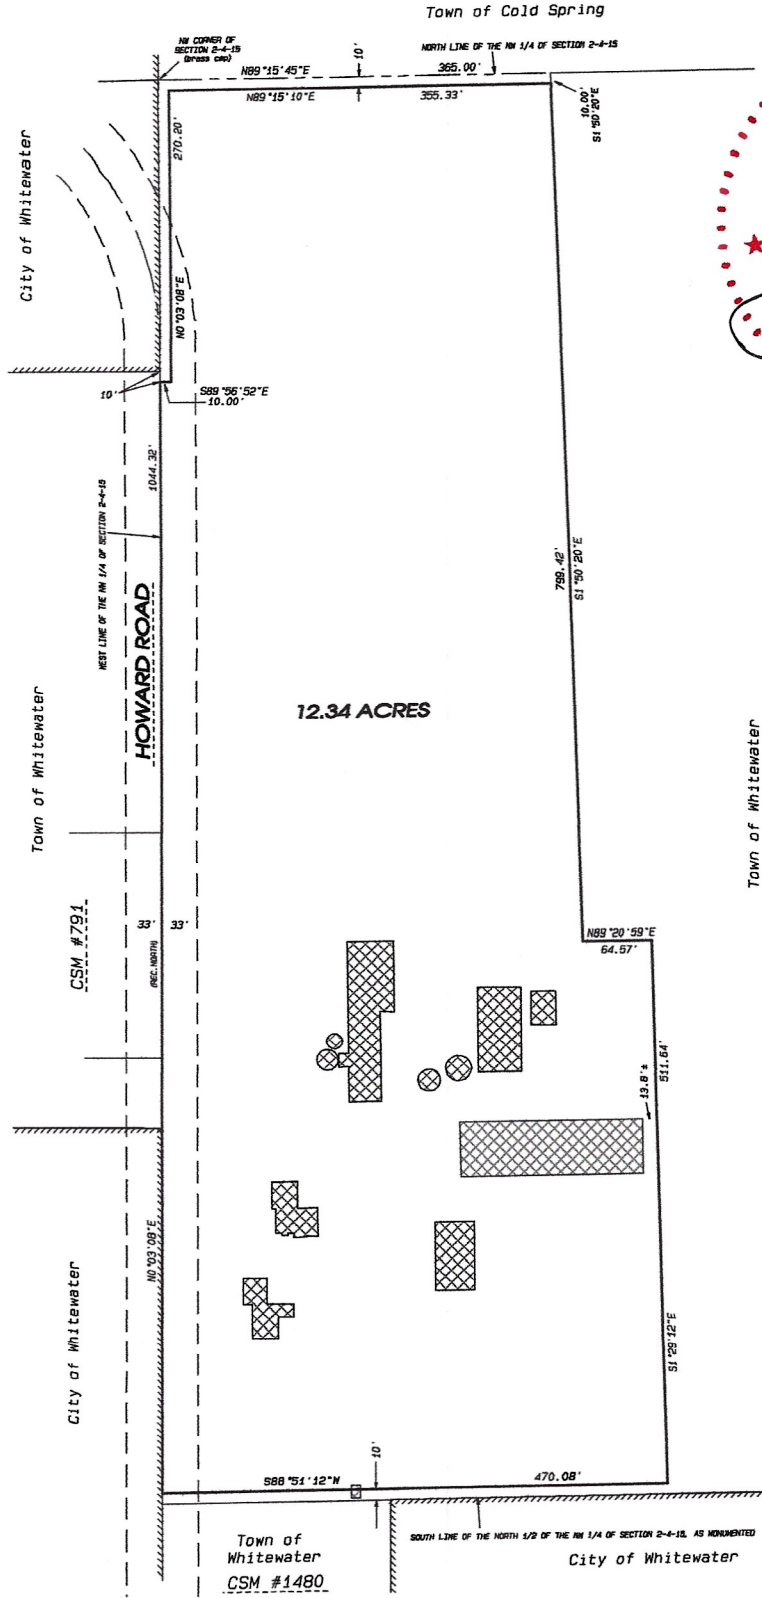 Town of Cold Spring
NW CORNER OF
SECTION 2-4-15
(brass cap)
NORTH LINE OF THE NW 1/4 OF SECTION 2-4-15
N89°15'45"E
10'
365.00'
N89°15'10"E
355.33'
10.00'
S1°50'20"E
City of Whitewater
270.20'
N0°03'08"E
10'
S89°56'52"E
10.00'
1044.32'
WEST LINE OF THE NW 1/4 OF SECTION 2-4-15
HOWARD ROAD
799.42'
S1°50'20"E
12.34 ACRES
Town of Whitewater
Town of Whitewater
CSM #791
33'
33'
(REC. NORTH)
N89°20'59"E
64.57'
511.64'
13.8'±
N0°03'08"E
City of Whitewater
S1°29'12"E
S88°51'12"W
10'
470.08'
SOUTH LINE OF THE NORTH 1/2 OF THE NW 1/4 OF SECTION 2-4-15, AS MONUMENTED
Town of
Whitewater
CSM #1480
City of Whitewater